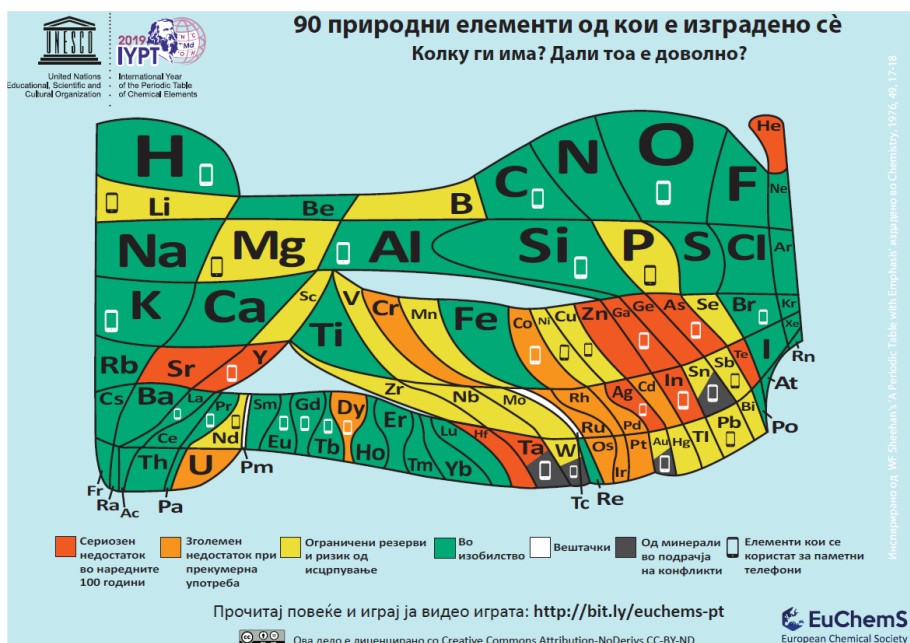 90 природни елементи од кои е изградено сѐ
Колку ги има? Дали тоа е доволно?
UNESCO
2019
IYPT
Md
United Nations
Educational, Scientific and
Cultural Organization
International Year
of the Periodic Table
of Chemical Elements
H He
Li Be B C N O F Ne
Na Mg Al Si P S Cl Ar
K Ca Sc Ti V Cr Mn Fe Co Ni Cu Zn Ga Ge As Se Br Kr
Rb Sr Y Zr Nb Mo Tc Ru Rh Pd Ag Cd In Sn Sb Te I Xe
Cs Ba La Ce Pr Nd Pm Sm Eu Gd Tb Dy Ho Er Tm Yb Lu Hf Ta W Re Os Ir Pt Au Hg Tl Pb Bi Po At Rn
Fr Ra Ac Th Pa U
Сериозен
недостаток
во наредните
100 години
Зголемен
недостаток при
прекумерна
употреба
Ограничени резерви
и ризик од
исцрпување
Во
изобилство
Вештачки
Од минерали
во подрачја
на конфликти
Елементи кои се
користат за паметни
телефони
Инспирирано од WF Sheehan's 'A Periodic Table with Emphasis' издадено во Chemistry, 1976, 49, 17-18
Прочитај повеќе и играј ја видео играта: http://bit.ly/euchems-pt
Ова дело е лиценцирано со Creative Commons Attribution-NoDerivs CC-BY-ND
EuChemS
European Chemical Society